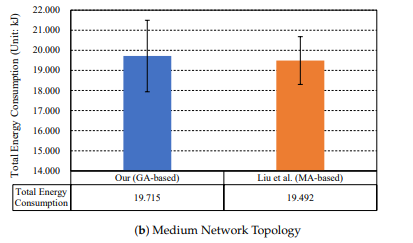 Total Energy Consumption (Unit: kJ)
22.000
21.000
20.000
19.000
18.000
17.000
16.000
15.000
14.000
Our (GA-based) Liu et al. (MA-based)
Total Energy
Consumption
19.715 19.492
(b) Medium Network Topology